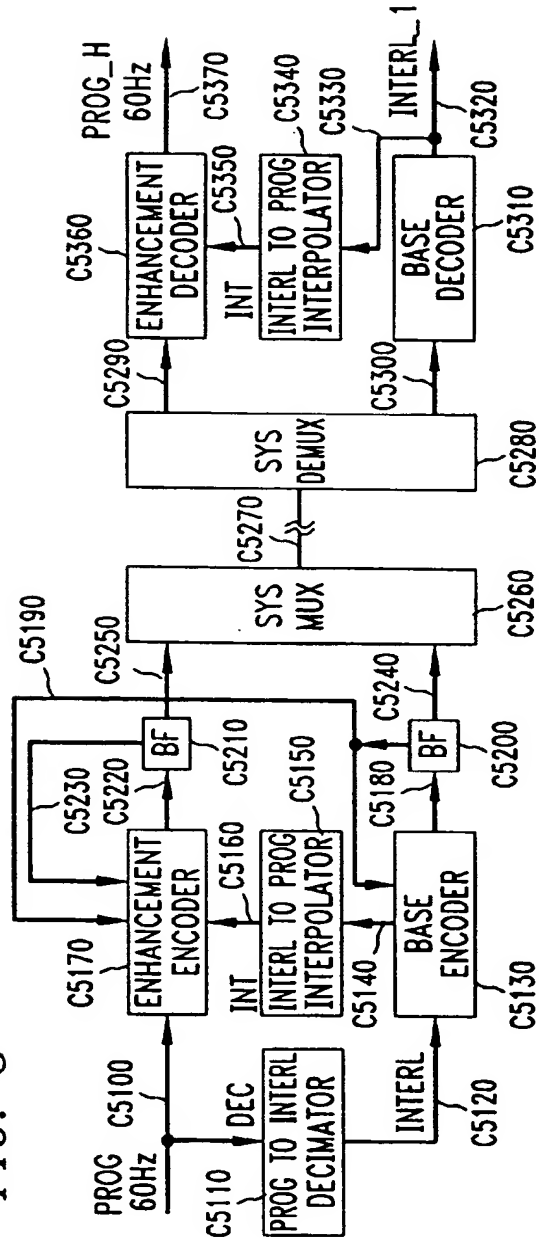 PROG
60Hz
C5100
DEC
C5110
PROG TO INTERL
DECIMATOR
INTERL
C5120
C5170
ENHANCEMENT
ENCODER
C5230
C5220
BF
C5210
C5190
C5250
INT
C5160
INTERL TO PROG
INTERPOLATOR
C5150
C5140
BASE
ENCODER
C5130
C5180
BF
C5200
C5240
SYS
MUX
C5260
C5270
SYS
DEMUX
C5280
C5290
C5300
C5360
ENHANCEMENT
DECODER
PROG_H
60Hz
C5370
INT
C5350
INTERL TO PROG
INTERPOLATOR
C5340
C5330
BASE
DECODER
C5310
INTERL_1
C5320